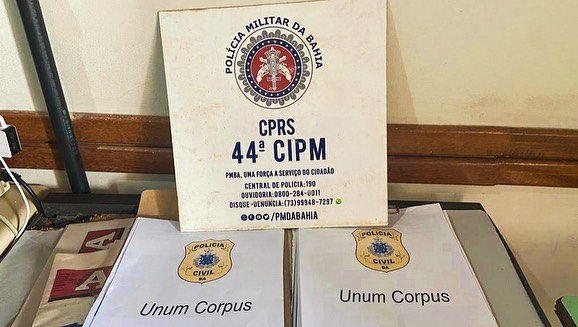 POLÍCIA MILITAR DA BAHIA
CPRS
44ª CIPM
PMBA, UMA FORÇA A SERVIÇO DO CIDADÃO
CENTRAL DE POLÍCIA:190
OUVIDORIA:0800-284-0011
DISQUE-DENÚNCIA:(73)99948-7297
/PMDABAHIA
POLÍCIA
CIVIL
BA
Unum Corpus
POLÍCIA
CIVIL
BA
Unum Corpus
A
A